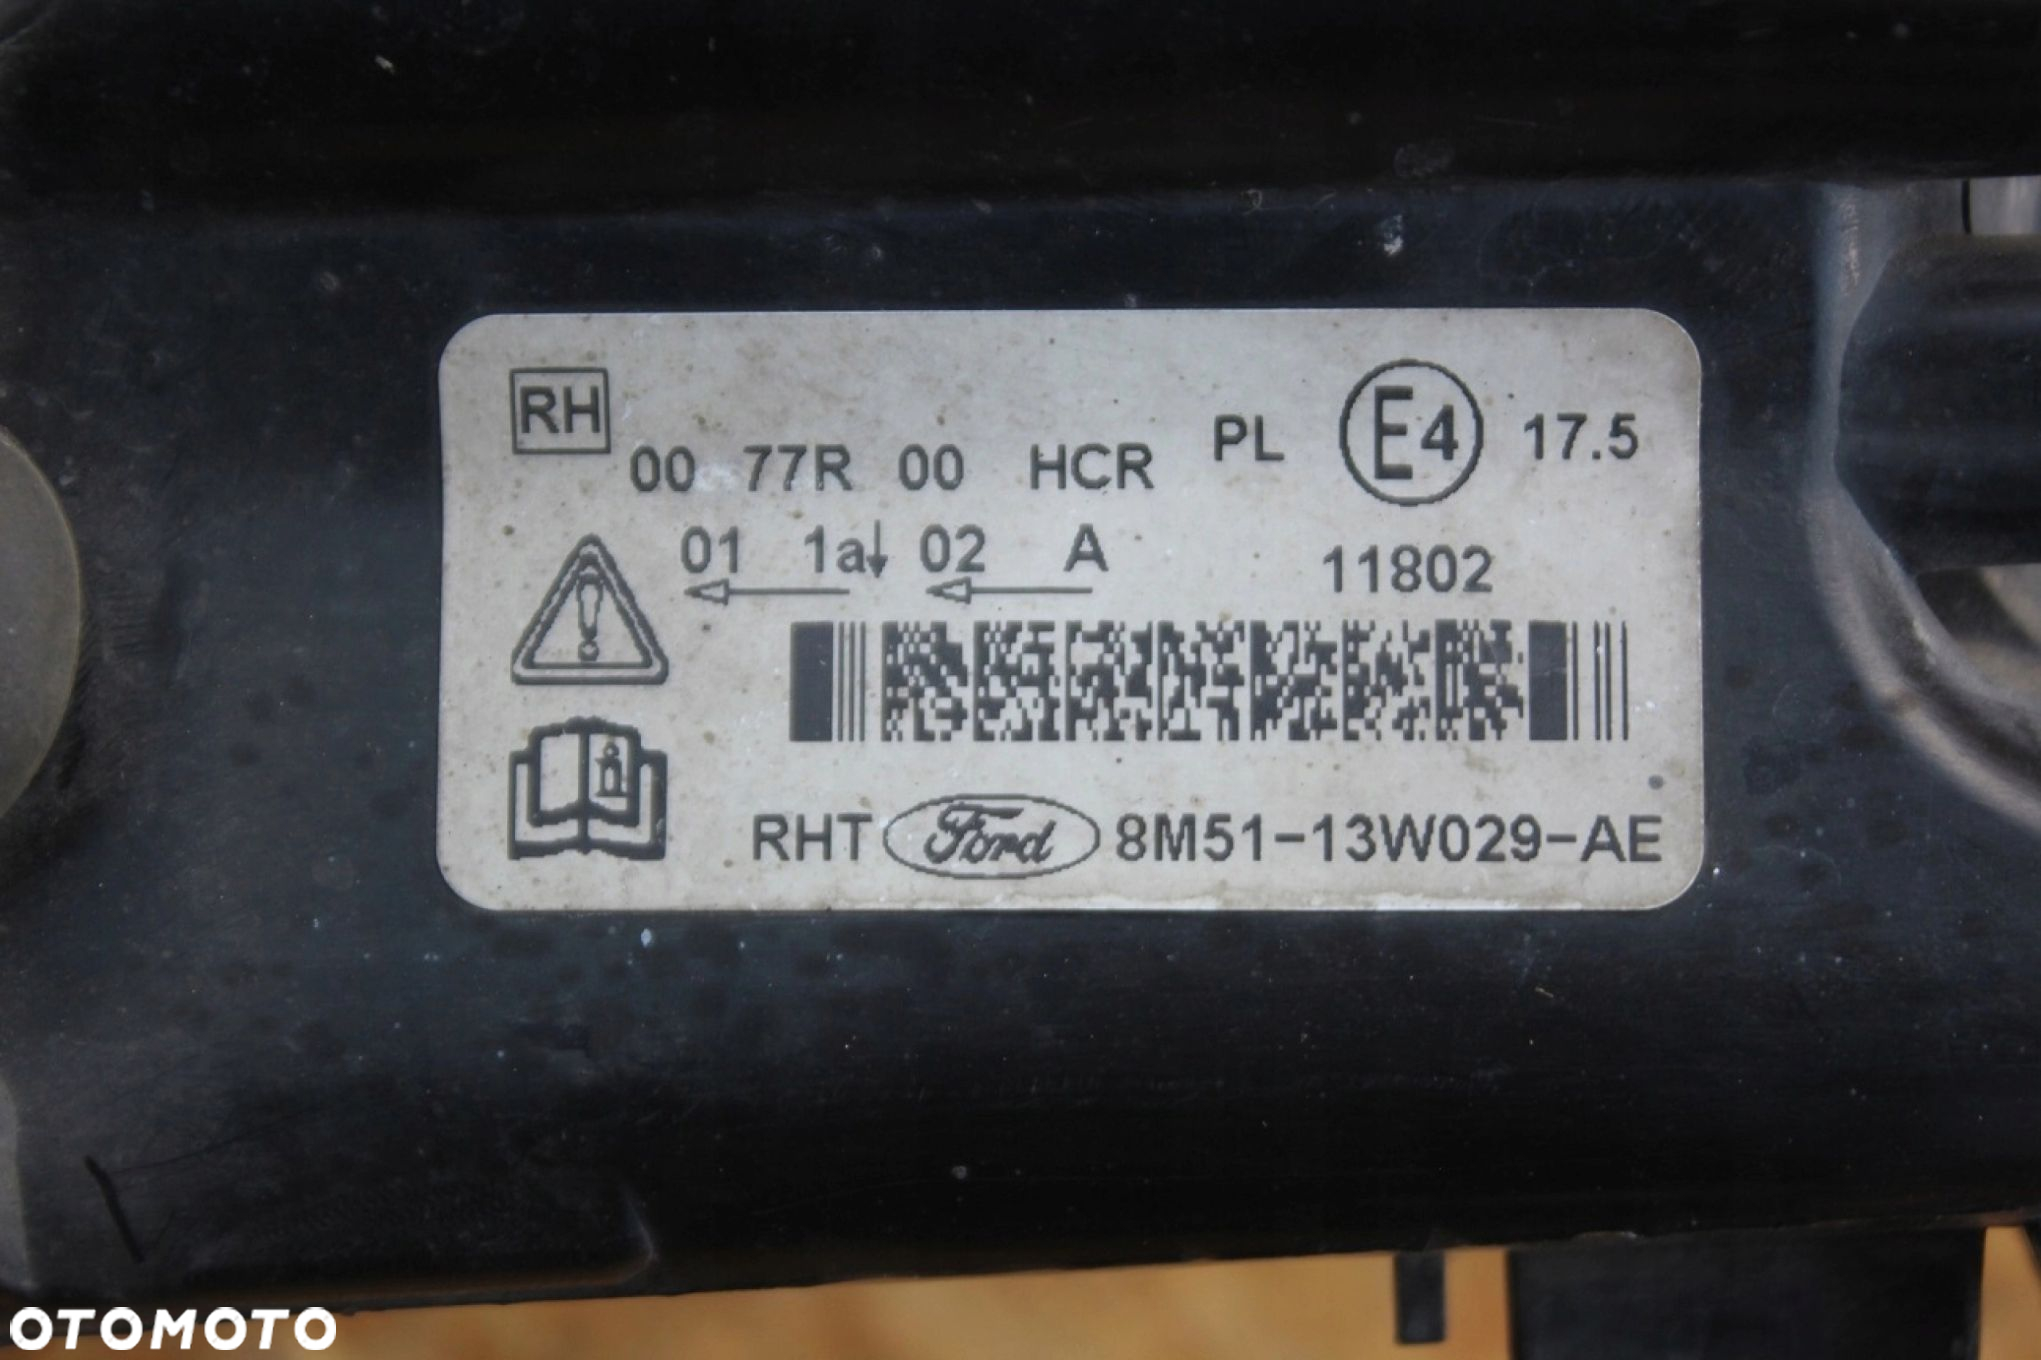 RH
00 77R 00 HCR PL E4 17.5
01 1a↓ 02 A 11802
RHT Ford 8M51-13W029-AE
OTOMOTO